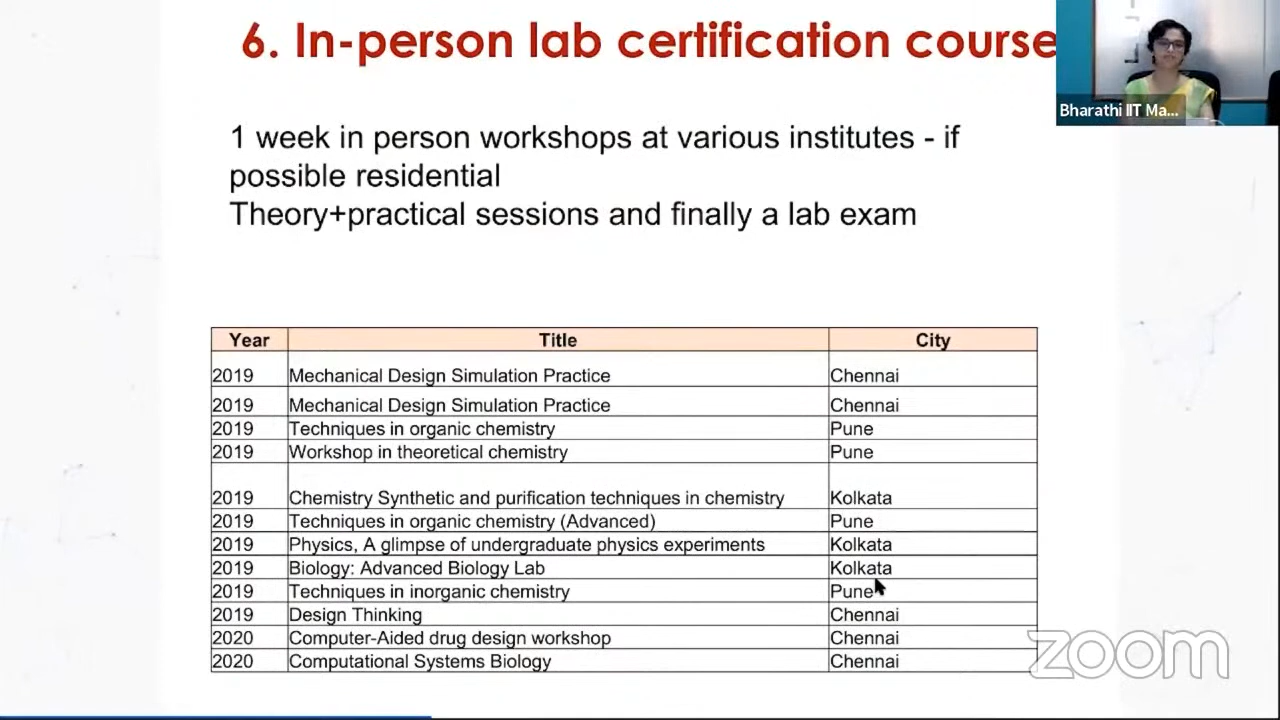 6. In-person lab certification course
Bharathi IIT Ma...
1 week in person workshops at various institutes - if
possible residential
Theory+practical sessions and finally a lab exam
Year Title City
2019 Mechanical Design Simulation Practice Chennai
2019 Mechanical Design Simulation Practice Chennai
2019 Techniques in organic chemistry Pune
2019 Workshop in theoretical chemistry Pune
2019 Chemistry Synthetic and purification techniques in chemistry Kolkata
2019 Techniques in organic chemistry (Advanced) Pune
2019 Physics, A glimpse of undergraduate physics experiments Kolkata
2019 Biology: Advanced Biology Lab Kolkata
2019 Techniques in inorganic chemistry Pune
2019 Design Thinking Chennai
2020 Computer-Aided drug design workshop Chennai
2020 Computational Systems Biology Chennai
zoom